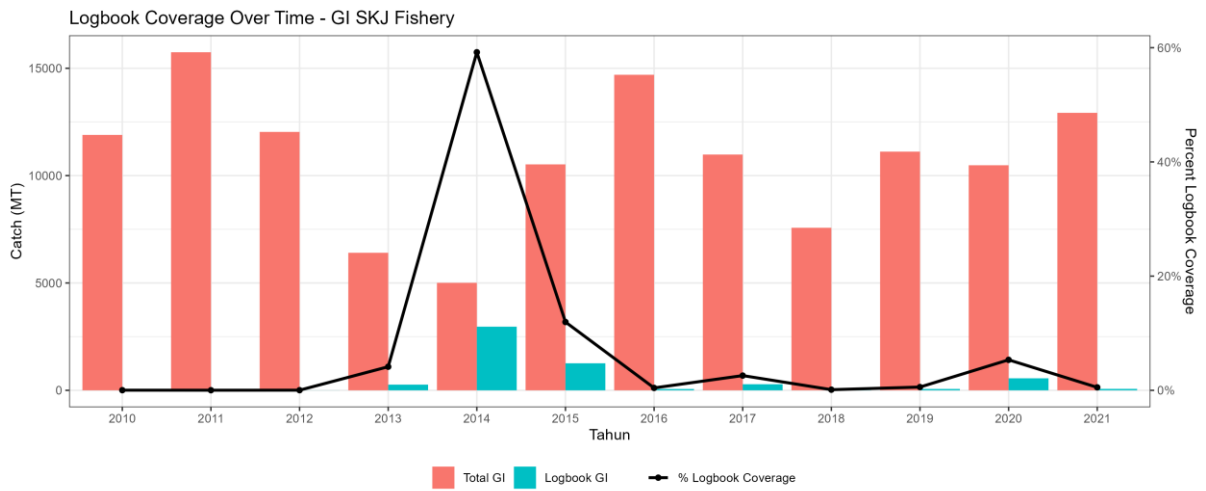 Logbook Coverage Over Time - GI SKJ Fishery
15000
10000
5000
0
Catch (MT)
60%
40%
20%
0%
Percent Logbook Coverage
2010 2011 2012 2013 2014 2015 2016 2017 2018 2019 2020 2021
Tahun
Total GI Logbook GI % Logbook Coverage